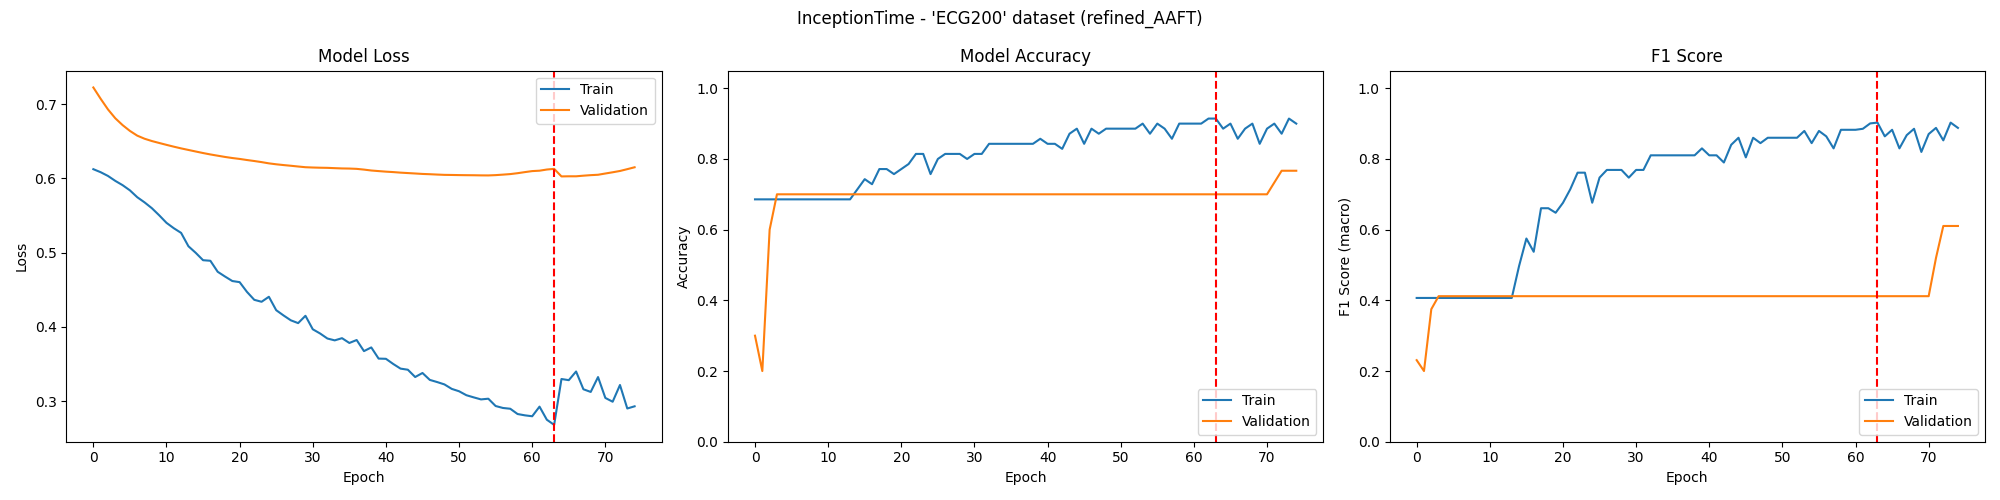 InceptionTime - 'ECG200' dataset (refined_AAFT)
Model Loss
0.7
0.6
0.5
0.4
0.3
Loss
0 10 20 30 40 50 60 70
Epoch
Train
Validation
Model Accuracy
1.0
0.8
0.6
0.4
0.2
0.0
Accuracy
0 10 20 30 40 50 60 70
Epoch
Train
Validation
F1 Score
1.0
0.8
0.6
0.4
0.2
0.0
F1 Score (macro)
0 10 20 30 40 50 60 70
Epoch
Train
Validation